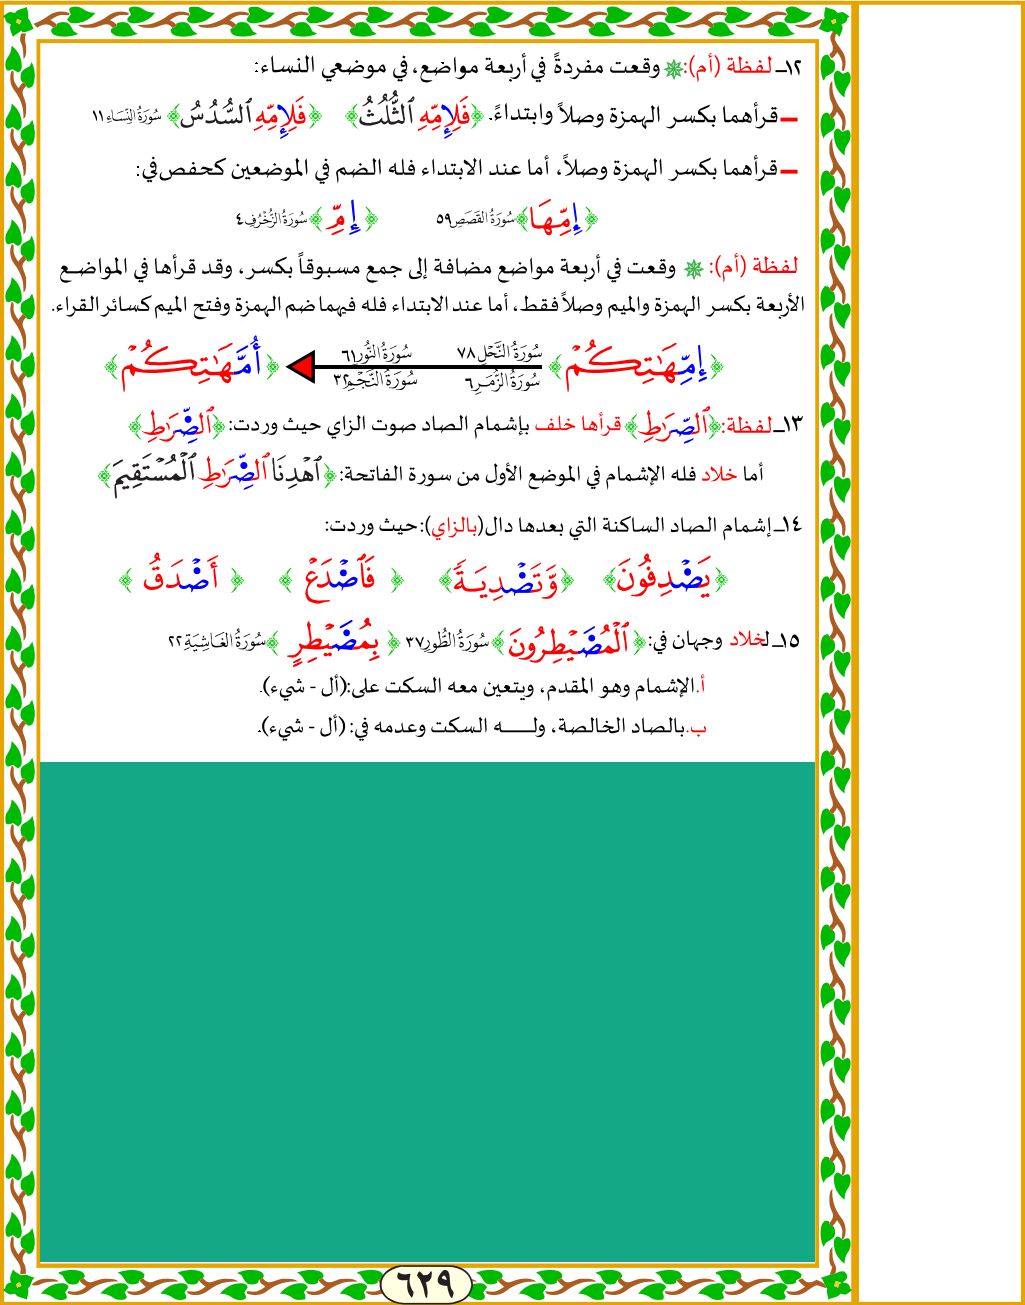 ١٢ـ لفظة (أم): وقعت مفردةً في أربعة مواضع، في موضعي النساء:
ـ قرأهما بكسر الهمزة وصلاً وابتداءً. ﴿فَلِإِمِّهِ ٱلثُّلُثُ﴾ ﴿فَلِإِمِّهِ ٱلسُّدُسُ﴾ سُورَةُ النِّسَاءِ ١١
ـ قرأهما بكسر الهمزة وصلاً، أما عند الابتداء فله الضم في الموضعين كحفص في:
﴿إِمِّهَا﴾ سُورَةُ القَصَصِ ٥٩ ﴿إِمِّ﴾ سُورَةُ الزُّخْرُفِ ٤
لفظة (أم): وقعت في أربعة مواضع مضافة إلى جمع مسبوقاً بكسر، وقد قرأها في المواضع
الأربعة بكسر الهمزة والميم وصلاً فقط، أما عند الابتداء فله فيهما ضم الهمزة وفتح الميم كسائر القراء.
﴿إِمِّهَٰتِكُمۡ﴾ سُورَةُ النَّحْلِ ٧٨ سُورَةُ النُّورِ ٦١ سُورَةُ الزُّمَرِ ٦ سُورَةُ النَّجْمِ ٣٢ ﴿أُمَّهَٰتِكُمۡ﴾
١٣ـ لفظة: ﴿ٱلصِّرَٰطِ﴾ قرأها خلف بإشمام الصاد صوت الزاي حيث وردت: ﴿ٱلصِّرَٰطِ﴾
أما خلاد فله الإشمام في الموضع الأول من سورة الفاتحة: ﴿ٱهۡدِنَا ٱلصِّرَٰطَ ٱلۡمُسۡتَقِيمَ﴾
١٤ـ إشمام الصاد الساكنة التي بعدها دال (بالزاي): حيث وردت:
﴿يَصۡدِفُونَ﴾ ﴿وَّتَصۡدِيَةٗ﴾ ﴿فَٱصۡدَعۡ﴾ ﴿أَصۡدَقُ﴾
١٥ـ لخلاد وجهان في: ﴿ٱلۡمُصَۜيۡطِرُونَ﴾ سُورَةُ الطُّورِ ٣٧ ﴿بِمُصَيۡطِرٍ﴾ سُورَةُ الغَاشِيَةِ ٢٢
أ. الإشمام وهو المقدم، ويتعين معه السكت على: (أل - شيء).
ب. بالصاد الخالصة، ولـــه السكت وعدمه في: (أل - شيء).
٦٢٩